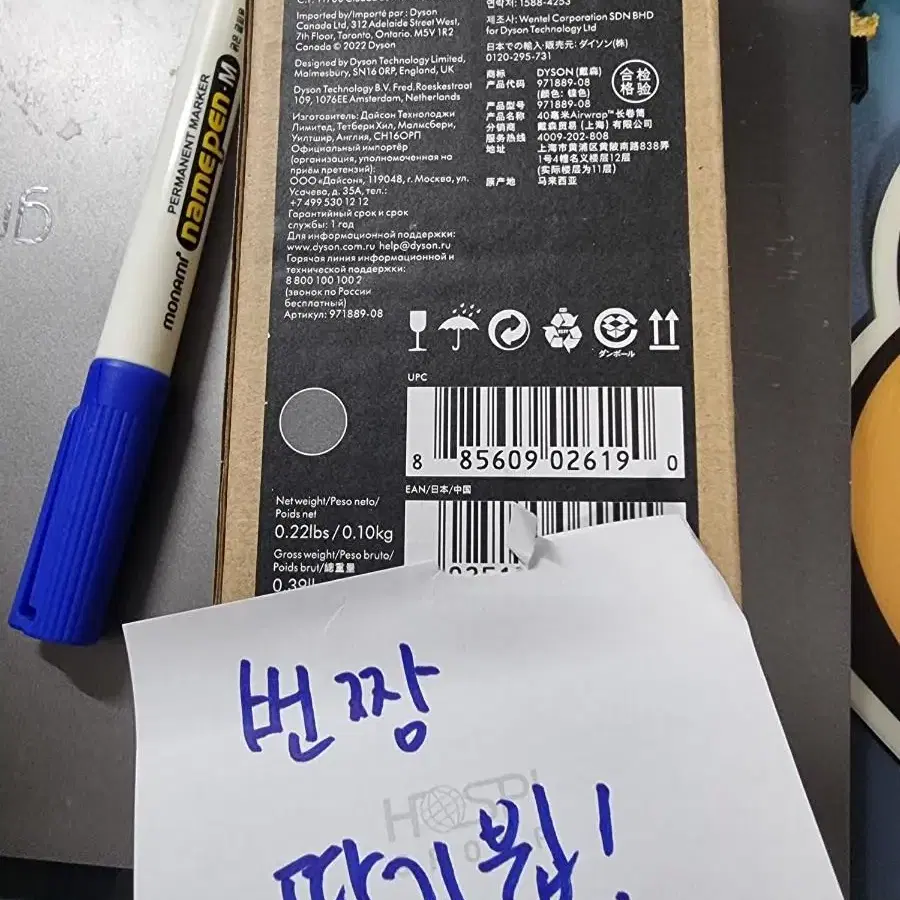 Imported by/Importé par : Dyson
Canada Ltd, 312 Adelaide Street West,
7th Floor, Toronto, Ontario. M5V 1R2
Canada © 2022 Dyson
Designed by Dyson Technology Limited,
Malmesbury, SN16 0RP, England, UK
Dyson Technology B.V. Fred. Roeskestraat
109, 1076EE Amsterdam, Netherlands
Изготовитель: Дайсон Текнолоджи
Лимитед, Тетбери Хил, Малмсбери,
Уилтшир, Англия, СН16ОРП
Официальный импортёр
(организация, уполномоченная на
приём претензий):
ООО «Дайсон», 119048, г. Москва, ул.
Усачева, д. 35А, тел.:
+7 499 530 12 12
Гарантийный срок и срок
службы: 1 год
Для информационной поддержки:
www.dyson.com.ru help@dyson.ru
Горячая линия информационной и
технической поддержки:
8 800 100 100 2
(звонок по России
бесплатный)
Артикул: 971889-08
연락처: 1588-4253
제조사: Wentel Corporation SDN BHD
for Dyson Technology Ltd
日本での輸入・販売元: ダイソン(株)
0120-295-731
商标 DYSON (戴森)
产品代码 971889-08
(颜色: 镍色)
产品型号 971889-08
产品名称 40毫米Airwrap™长卷筒
分销商 戴森贸易 (上海) 有限公司
服务热线 4009-202-808
地址 上海市黄浦区黄陂南路838弄
1号4幢名义楼层12层
(实际楼层为11层)
原产地 马来西亚
合检
格验
ダンボール
UPC
8 85609 02619 0
EAN/日本/中国
Net weight/Peso neto/
Poids net
0.22lbs / 0.10kg
Gross weight/Peso bruto/
Poids brut/總重量
PERMANENT MARKER
monami namepen·M
번짱
딸기뷥!